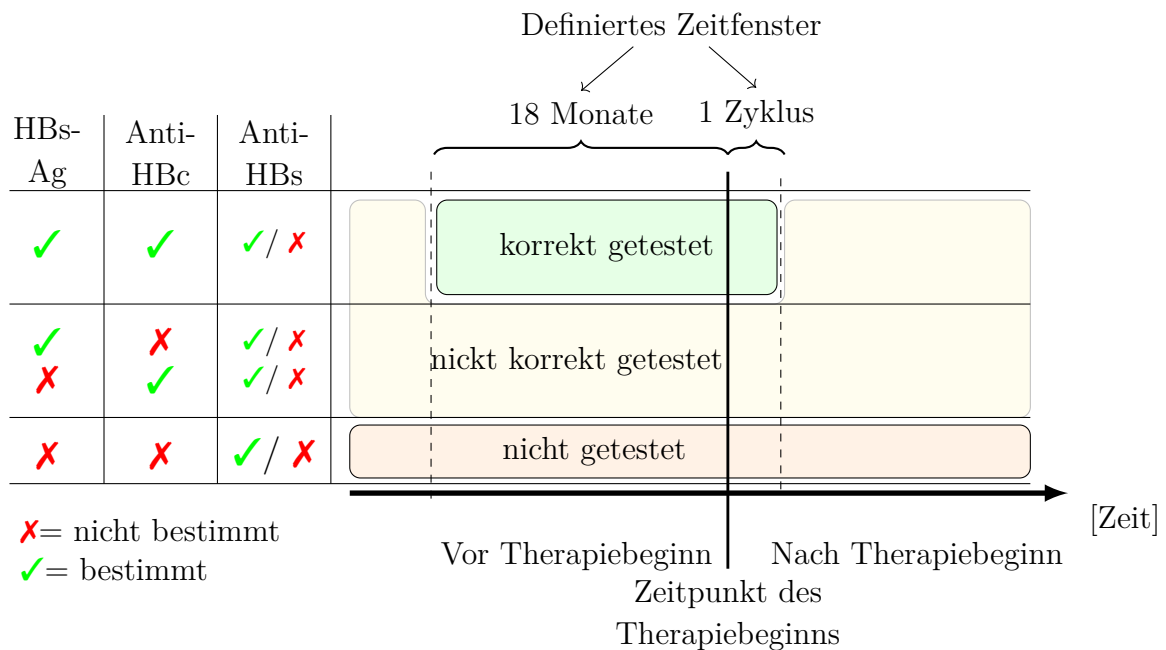 Definiertes Zeitfenster
18 Monate 1 Zyklus
HBs-
Ag
Anti-
HBc
Anti-
HBs
✓ ✓ ✓/ ✗ korrekt getestet
✓ ✗ ✓/ ✗
nickt korrekt getestet
✗ ✓ ✓/ ✗
✗ ✗ ✓/ ✗ nicht getestet
[Zeit]
✗= nicht bestimmt
✓= bestimmt
Vor Therapiebeginn Nach Therapiebeginn
Zeitpunkt des
Therapiebeginns